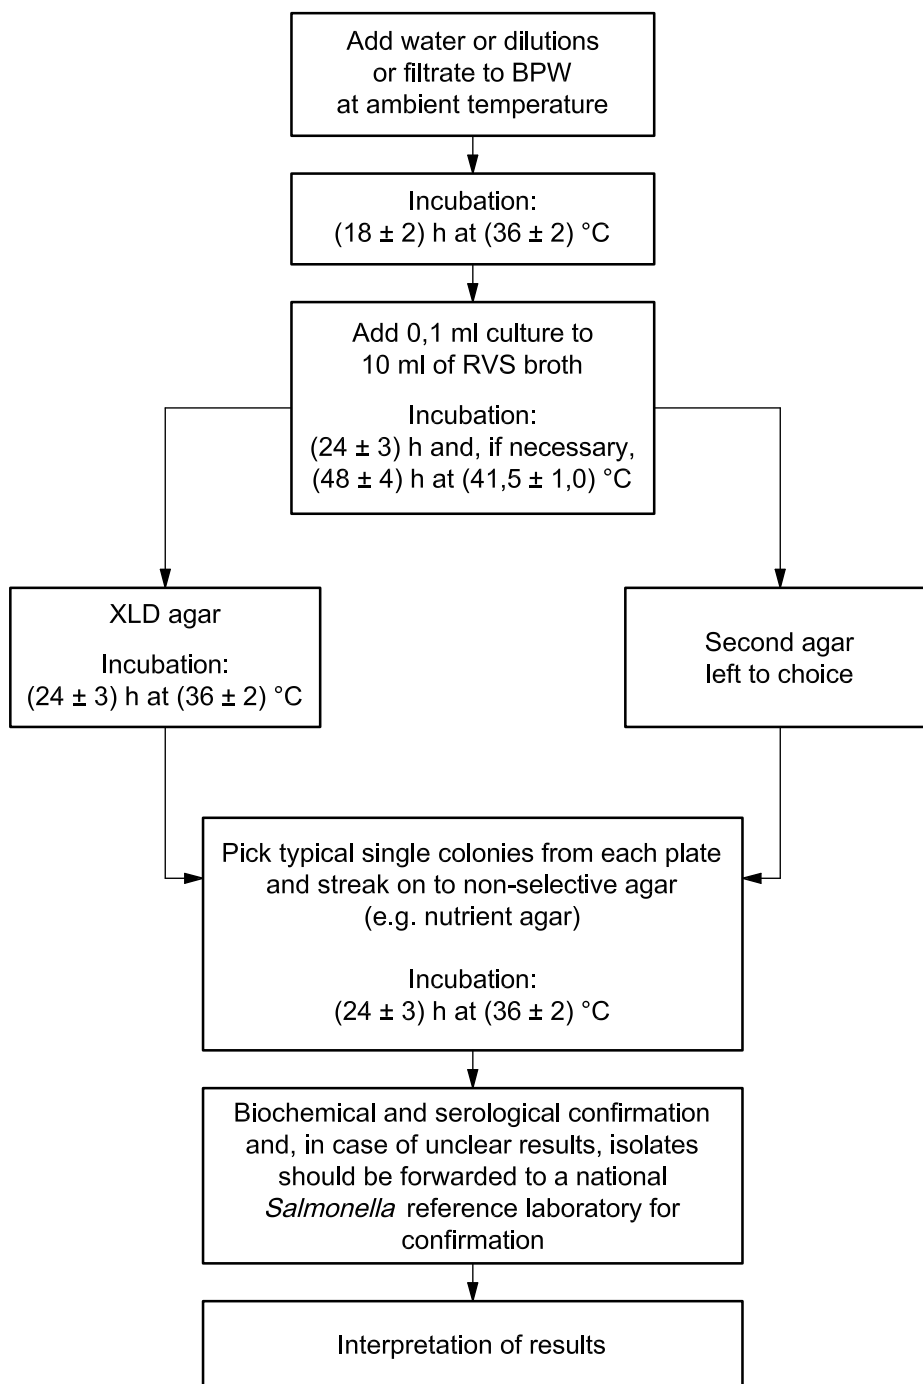 Add water or dilutions
or filtrate to BPW
at ambient temperature
Incubation:
(18 ± 2) h at (36 ± 2) °C
Add 0,1 ml culture to
10 ml of RVS broth
Incubation:
(24 ± 3) h and, if necessary,
(48 ± 4) h at (41,5 ± 1,0) °C
XLD agar
Incubation:
(24 ± 3) h at (36 ± 2) °C
Second agar
left to choice
Pick typical single colonies from each plate
and streak on to non-selective agar
(e.g. nutrient agar)
Incubation:
(24 ± 3) h at (36 ± 2) °C
Biochemical and serological confirmation
and, in case of unclear results, isolates
should be forwarded to a national
Salmonella reference laboratory for
confirmation
Interpretation of results